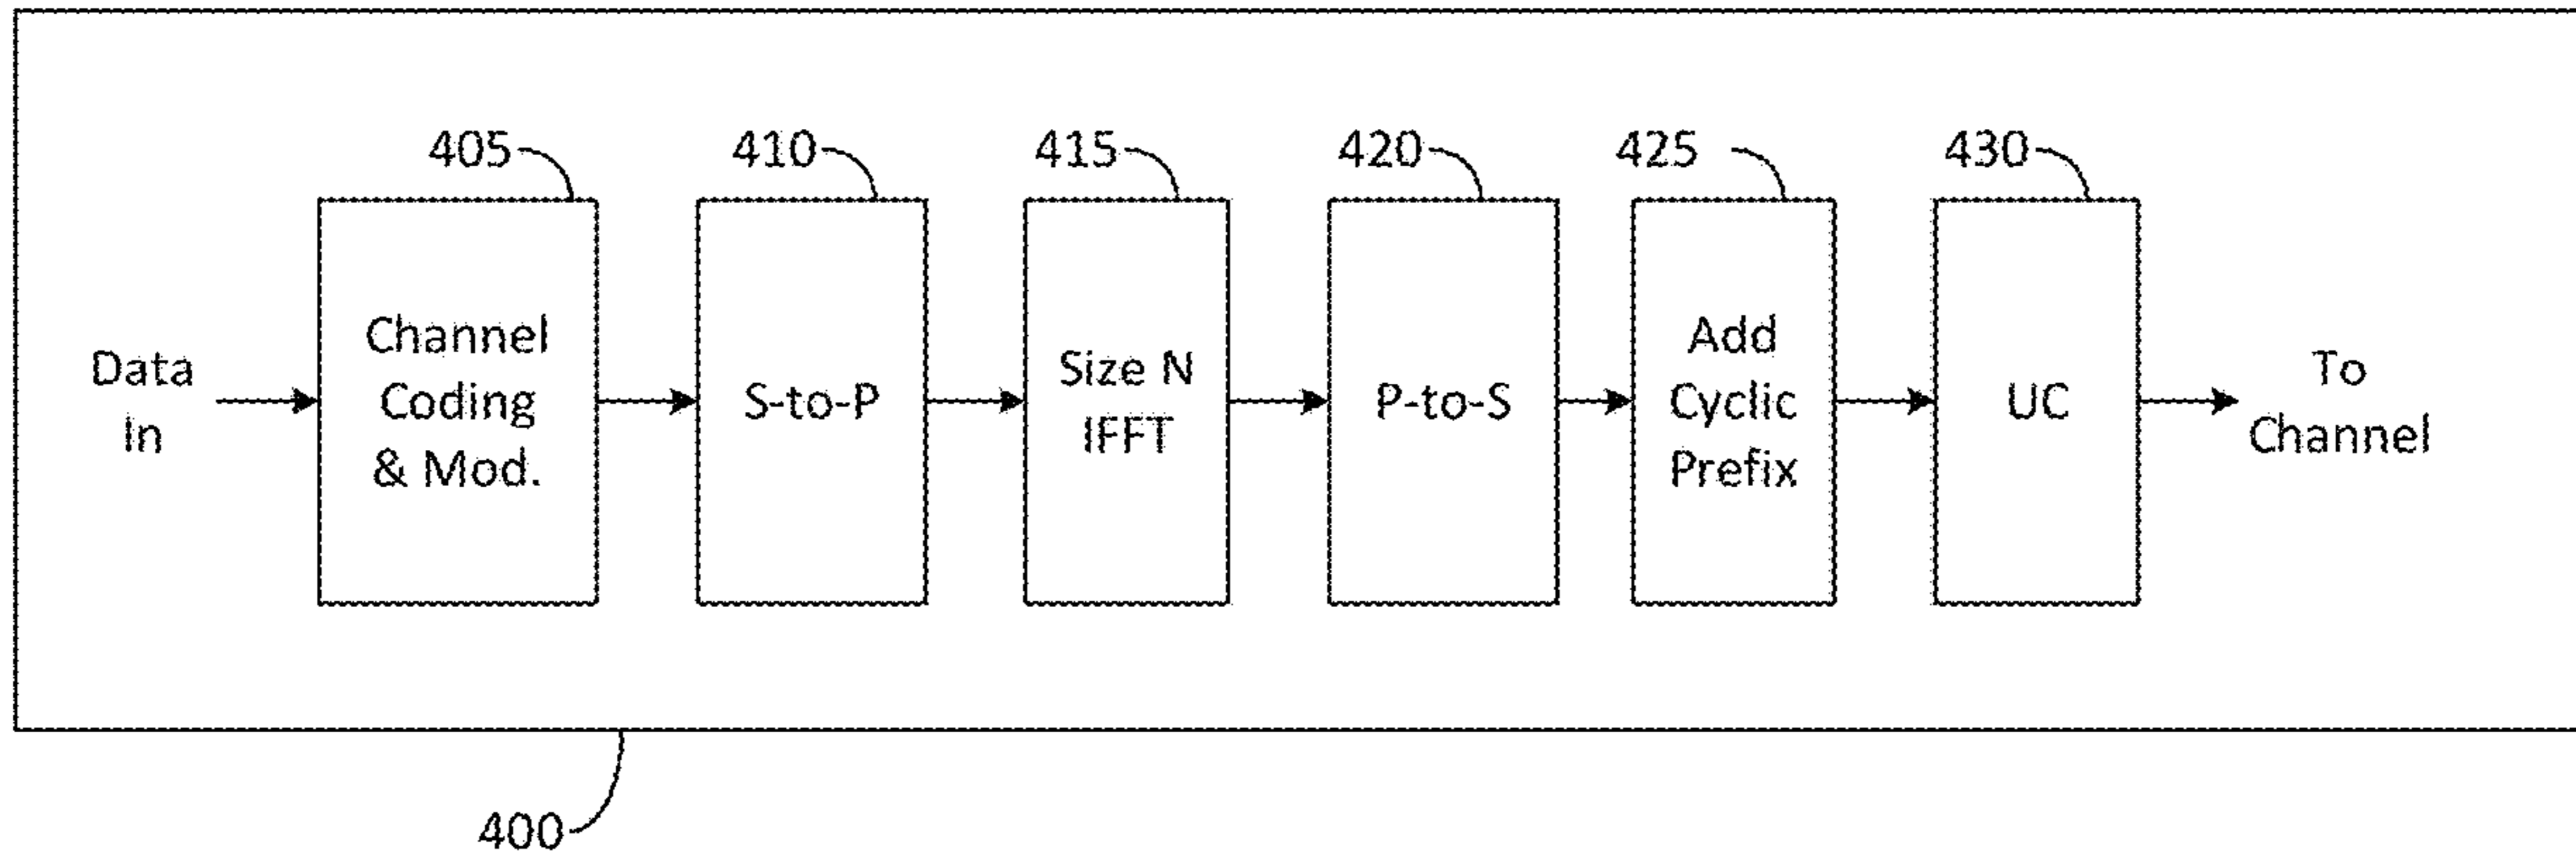 405
410
415
420
425
430
Data
In
Channel
Coding
& Mod.
S-to-P
Size N
IFFT
P-to-S
Add
Cyclic
Prefix
UC
To
Channel
400